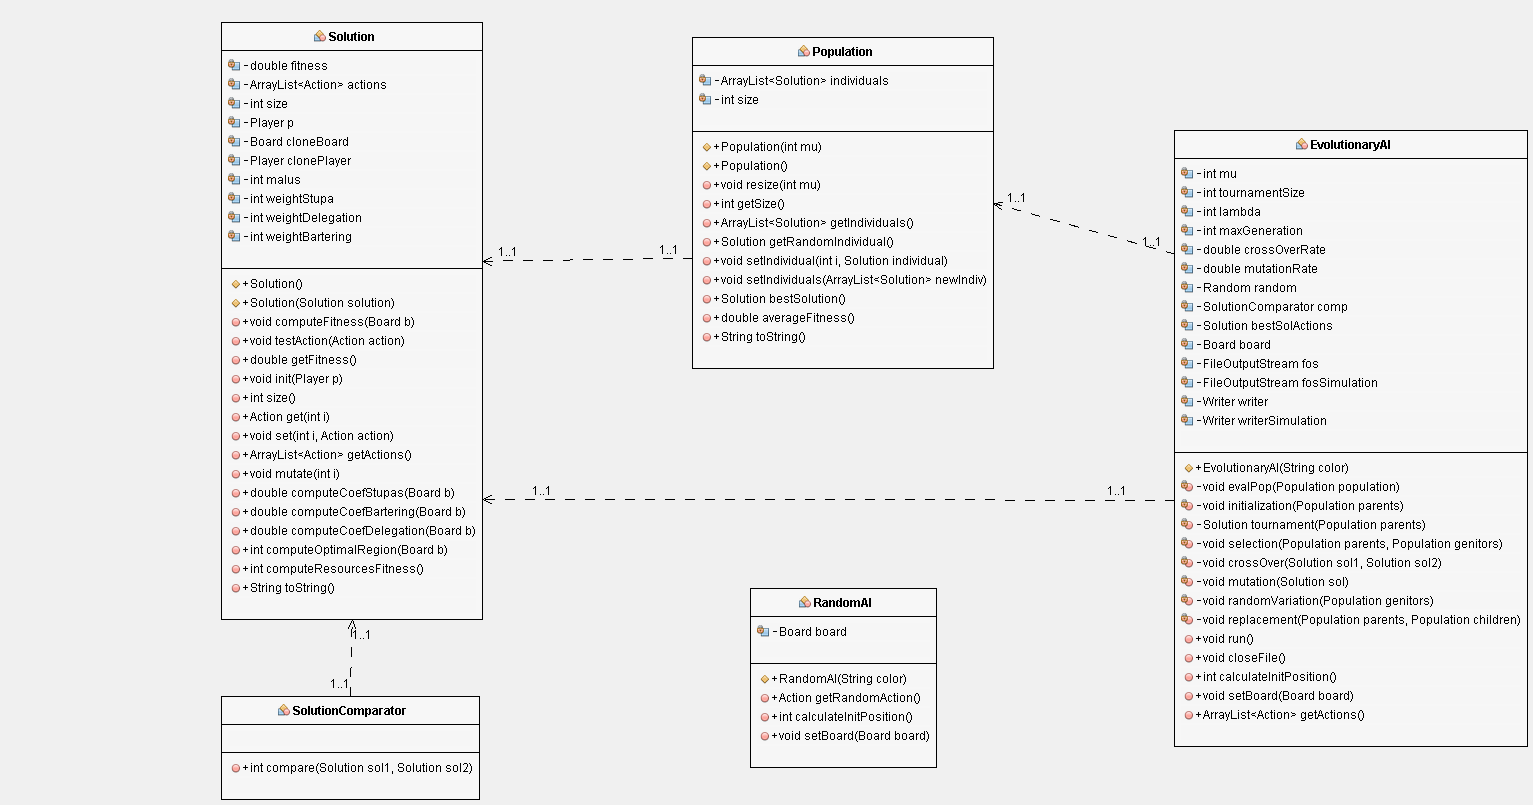 Solution
- double fitness
- ArrayList<Action> actions
- int size
- Player p
- Board cloneBoard
- Player clonePlayer
- int malus
- int weightStupa
- int weightDelegation
- int weightBartering
+ Solution()
+ Solution(Solution solution)
+ void computeFitness(Board b)
+ void testAction(Action action)
+ double getFitness()
+ void init(Player p)
+ int size()
+ Action get(int i)
+ void set(int i, Action action)
+ ArrayList<Action> getActions()
+ void mutate(int i)
+ double computeCoefStupas(Board b)
+ double computeCoefBartering(Board b)
+ double computeCoefDelegation(Board b)
+ int computeOptimalRegion(Board b)
+ int computeResourcesFitness()
+ String toString()
1..1
1..1
SolutionComparator
+ int compare(Solution sol1, Solution sol2)
1..1
1..1
Population
- ArrayList<Solution> individuals
- int size
+ Population(int mu)
+ Population()
+ void resize(int mu)
+ int getSize()
+ ArrayList<Solution> getIndividuals()
+ Solution getRandomIndividual()
+ void setIndividual(int i, Solution individual)
+ void setIndividuals(ArrayList<Solution> newIndiv)
+ Solution bestSolution()
+ double averageFitness()
+ String toString()
1..1
1..1
1..1
1..1
RandomAI
- Board board
+ RandomAI(String color)
+ Action getRandomAction()
+ int calculateInitPosition()
+ void setBoard(Board board)
EvolutionaryAI
- int mu
- int tournamentSize
- int lambda
- int maxGeneration
- double crossOverRate
- double mutationRate
- Random random
- SolutionComparator comp
- Solution bestSolActions
- Board board
- FileOutputStream fos
- FileOutputStream fosSimulation
- Writer writer
- Writer writerSimulation
+ EvolutionaryAI(String color)
- void evalPop(Population population)
- void initialization(Population parents)
- Solution tournament(Population parents)
- void selection(Population parents, Population genitors)
- void crossOver(Solution sol1, Solution sol2)
- void mutation(Solution sol)
- void randomVariation(Population genitors)
- void replacement(Population parents, Population children)
+ void run()
+ void closeFile()
+ int calculateInitPosition()
+ void setBoard(Board board)
+ ArrayList<Action> getActions()